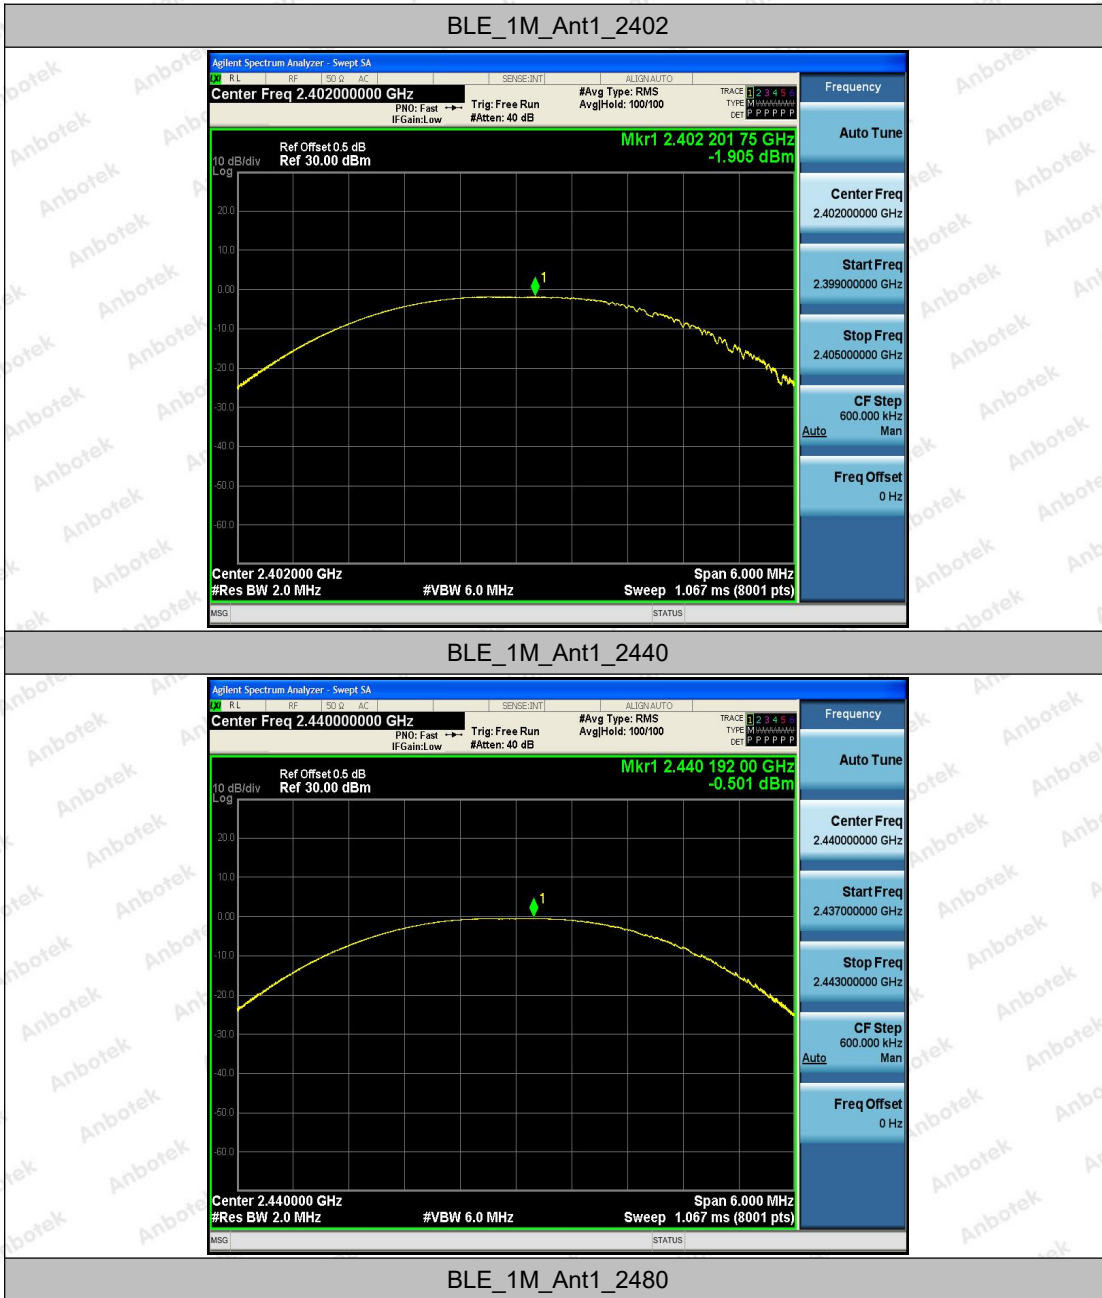 BLE_1M_Ant1_2402
Agilent Spectrum Analyzer - Swept SA
LXI RL RF 50 Ω AC SENSE:INT ALIGNAUTO
Center Freq 2.402000000 GHz
PNO: Fast
IFGain:Low
Trig: Free Run
#Atten: 40 dB
#Avg Type: RMS
Avg|Hold: 100/100
TRACE 1 2 3 4 5 6
TYPE M WWWWW
DET P P P P P P
Mkr1 2.402 201 75 GHz
-1.905 dBm
Ref Offset 0.5 dB
Ref 30.00 dBm
10 dB/div
Log
20.0
10.0
0.00
-10.0
-20.0
-30.0
-40.0
-50.0
-60.0
1
Center 2.402000 GHz
#Res BW 2.0 MHz
#VBW 6.0 MHz
Span 6.000 MHz
Sweep 1.067 ms (8001 pts)
MSG
STATUS
Frequency
Auto Tune
Center Freq
2.402000000 GHz
Start Freq
2.399000000 GHz
Stop Freq
2.405000000 GHz
CF Step
600.000 kHz
Auto Man
Freq Offset
0 Hz
BLE_1M_Ant1_2440
Agilent Spectrum Analyzer - Swept SA
LXI RL RF 50 Ω AC SENSE:INT ALIGNAUTO
Center Freq 2.440000000 GHz
PNO: Fast
IFGain:Low
Trig: Free Run
#Atten: 40 dB
#Avg Type: RMS
Avg|Hold: 100/100
TRACE 1 2 3 4 5 6
TYPE M WWWWW
DET P P P P P P
Mkr1 2.440 192 00 GHz
-0.501 dBm
Ref Offset 0.5 dB
Ref 30.00 dBm
10 dB/div
Log
20.0
10.0
0.00
-10.0
-20.0
-30.0
-40.0
-50.0
-60.0
1
Center 2.440000 GHz
#Res BW 2.0 MHz
#VBW 6.0 MHz
Span 6.000 MHz
Sweep 1.067 ms (8001 pts)
MSG
STATUS
Frequency
Auto Tune
Center Freq
2.440000000 GHz
Start Freq
2.437000000 GHz
Stop Freq
2.443000000 GHz
CF Step
600.000 kHz
Auto Man
Freq Offset
0 Hz
BLE_1M_Ant1_2480
Anbotek